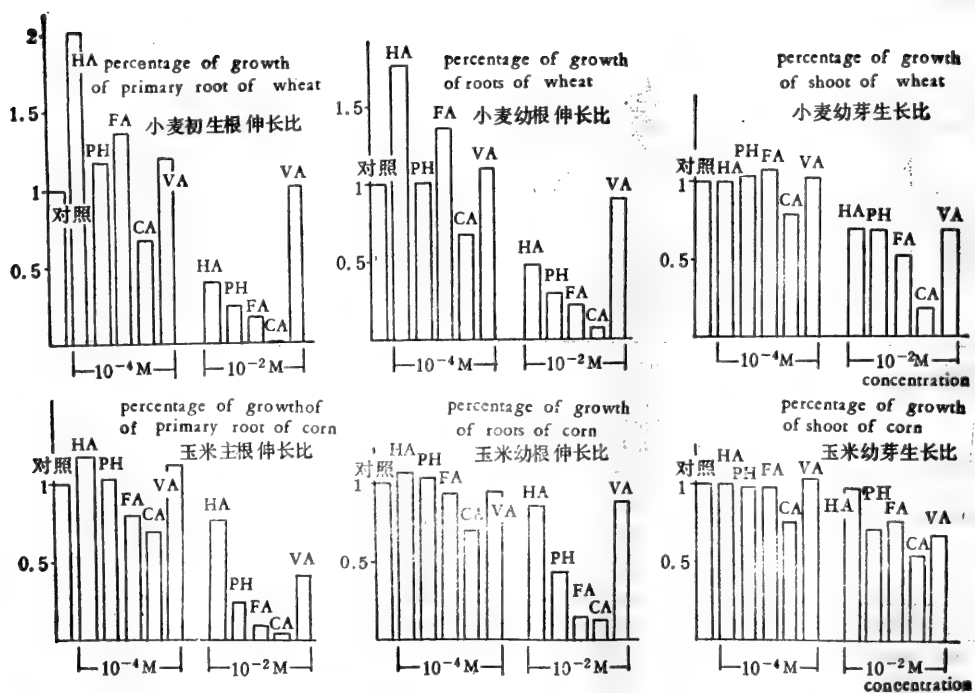 2
HA
percentage of growth
of primary root of wheat
小麦初生根伸长比
1.5
FA
PH
VA
1
对照
CA
0.5
HA
PH
FA
CA
VA
10⁻⁴M
10⁻²M
HA
percentage of growth
of roots of wheat
小麦幼根伸长比
1.5
FA
对照
PH
VA
1
CA
0.5
HA
PH
FA
CA
VA
10⁻⁴M
10⁻²M
percentage of growth
of shoot of wheat
小麦幼芽生长比
对照
HA
PH
FA
VA
1
CA
0.5
HA
PH
FA
CA
VA
10⁻⁴M
10⁻²M
concentration
percentage of growthof
of primary root of corn
玉米主根伸长比
HA
对照
PH
VA
1
FA
CA
0.5
HA
PH
FA
CA
VA
10⁻⁴M
10⁻²M
percentage of growth
of roots of corn
玉米幼根伸长比
对照
HA
PH
FA
1
CA
VA
0.5
HA
PH
FA
CA
VA
10⁻⁴M
10⁻²M
percentage of growth
of shoot of corn
玉米幼芽生长比
对照
HA
PH
FA
VA
1
CA
0.5
HA
PH
FA
CA
VA
10⁻⁴M
10⁻²M
concentration